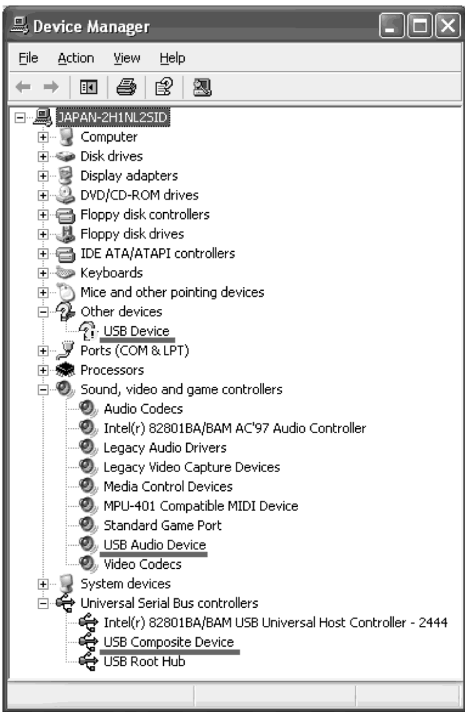 Device Manager
File Action View Help
JAPAN-2H1NL2SID
Computer
Disk drives
Display adapters
DVD/CD-ROM drives
Floppy disk controllers
Floppy disk drives
IDE ATA/ATAPI controllers
Keyboards
Mice and other pointing devices
Other devices
USB Device
Ports (COM & LPT)
Processors
Sound, video and game controllers
Audio Codecs
Intel(r) 82801BA/BAM AC'97 Audio Controller
Legacy Audio Drivers
Legacy Video Capture Devices
Media Control Devices
MPU-401 Compatible MIDI Device
Standard Game Port
USB Audio Device
Video Codecs
System devices
Universal Serial Bus controllers
Intel(r) 82801BA/BAM USB Universal Host Controller - 2444
USB Composite Device
USB Root Hub